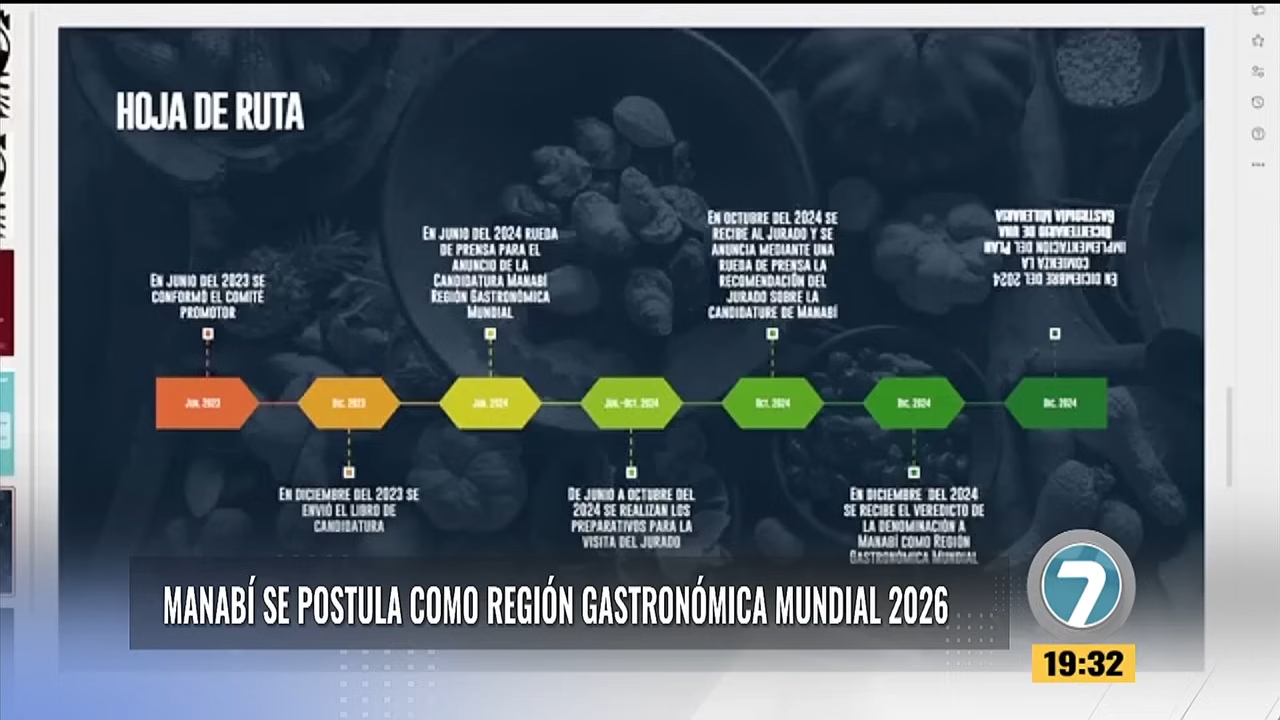 HOJA DE RUTA
EN JUNIO DEL 2023 SE
CONFORMÓ EL COMITÉ
PROMOTOR
EN JUNIO DEL 2024 RUEDA
DE PRENSA PARA EL
ANUNCIO DE LA
CANDIDATURA MANABÍ
REGIÓN GASTRONÓMICA
MUNDIAL
EN OCTUBRE DEL 2024 SE
RECIBE AL JURADO Y SE
ANUNCIA MEDIANTE UNA
RUEDA DE PRENSA LA
RECOMENDACIÓN DEL
JURADO SOBRE LA
CANDIDATURE DE MANABÍ
EN DICIEMBRE DEL 2024
COMIENZA LA
IMPLEMENTACIÓN DEL PLAN
DICENTENARIO DE UNA
GASTROMÍA MILENARIA
JUN. 2023
DIC. 2023
JUN. 2024
JUN.-OCT. 2024
OCT. 2024
DIC. 2024
DIC. 2024
EN DICIEMBRE DEL 2023 SE
ENVIÓ EL LIBRO DE
CANDIDATURA
DE JUNIO A OCTUBRE DEL
2024 SE REALIZAN LOS
PREPARATIVOS PARA LA
VISITA DEL JURADO
EN DICIEMBRE DEL 2024
SE RECIBE EL VEREDICTO DE
LA DENOMINACIÓN A
MANABÍ COMO REGIÓN
GASTRONÓMICA MUNDIAL
MANABÍ SE POSTULA COMO REGIÓN GASTRONÓMICA MUNDIAL 2026
7
19:32